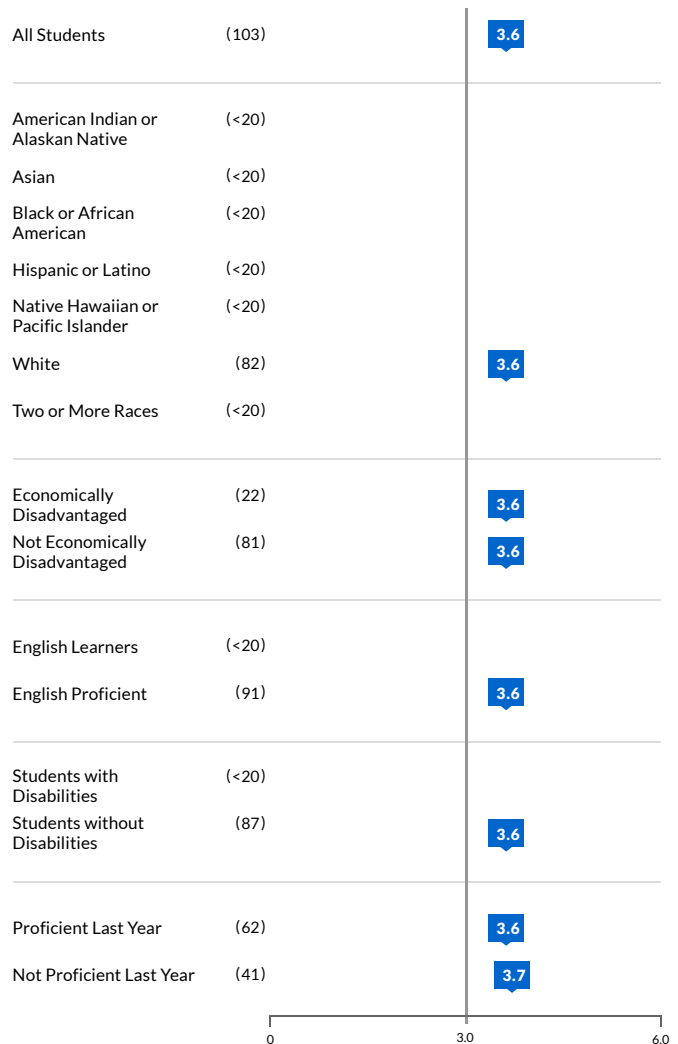 All Students (103) 3.6
American Indian or (<20)
Alaskan Native
Asian (<20)
Black or African (<20)
American
Hispanic or Latino (<20)
Native Hawaiian or (<20)
Pacific Islander
White (82) 3.6
Two or More Races (<20)
Economically (22) 3.6
Disadvantaged
Not Economically (81) 3.6
Disadvantaged
English Learners (<20)
English Proficient (91) 3.6
Students with (<20)
Disabilities
Students without (87) 3.6
Disabilities
Proficient Last Year (62) 3.6
Not Proficient Last Year (41) 3.7
0 3.0 6.0